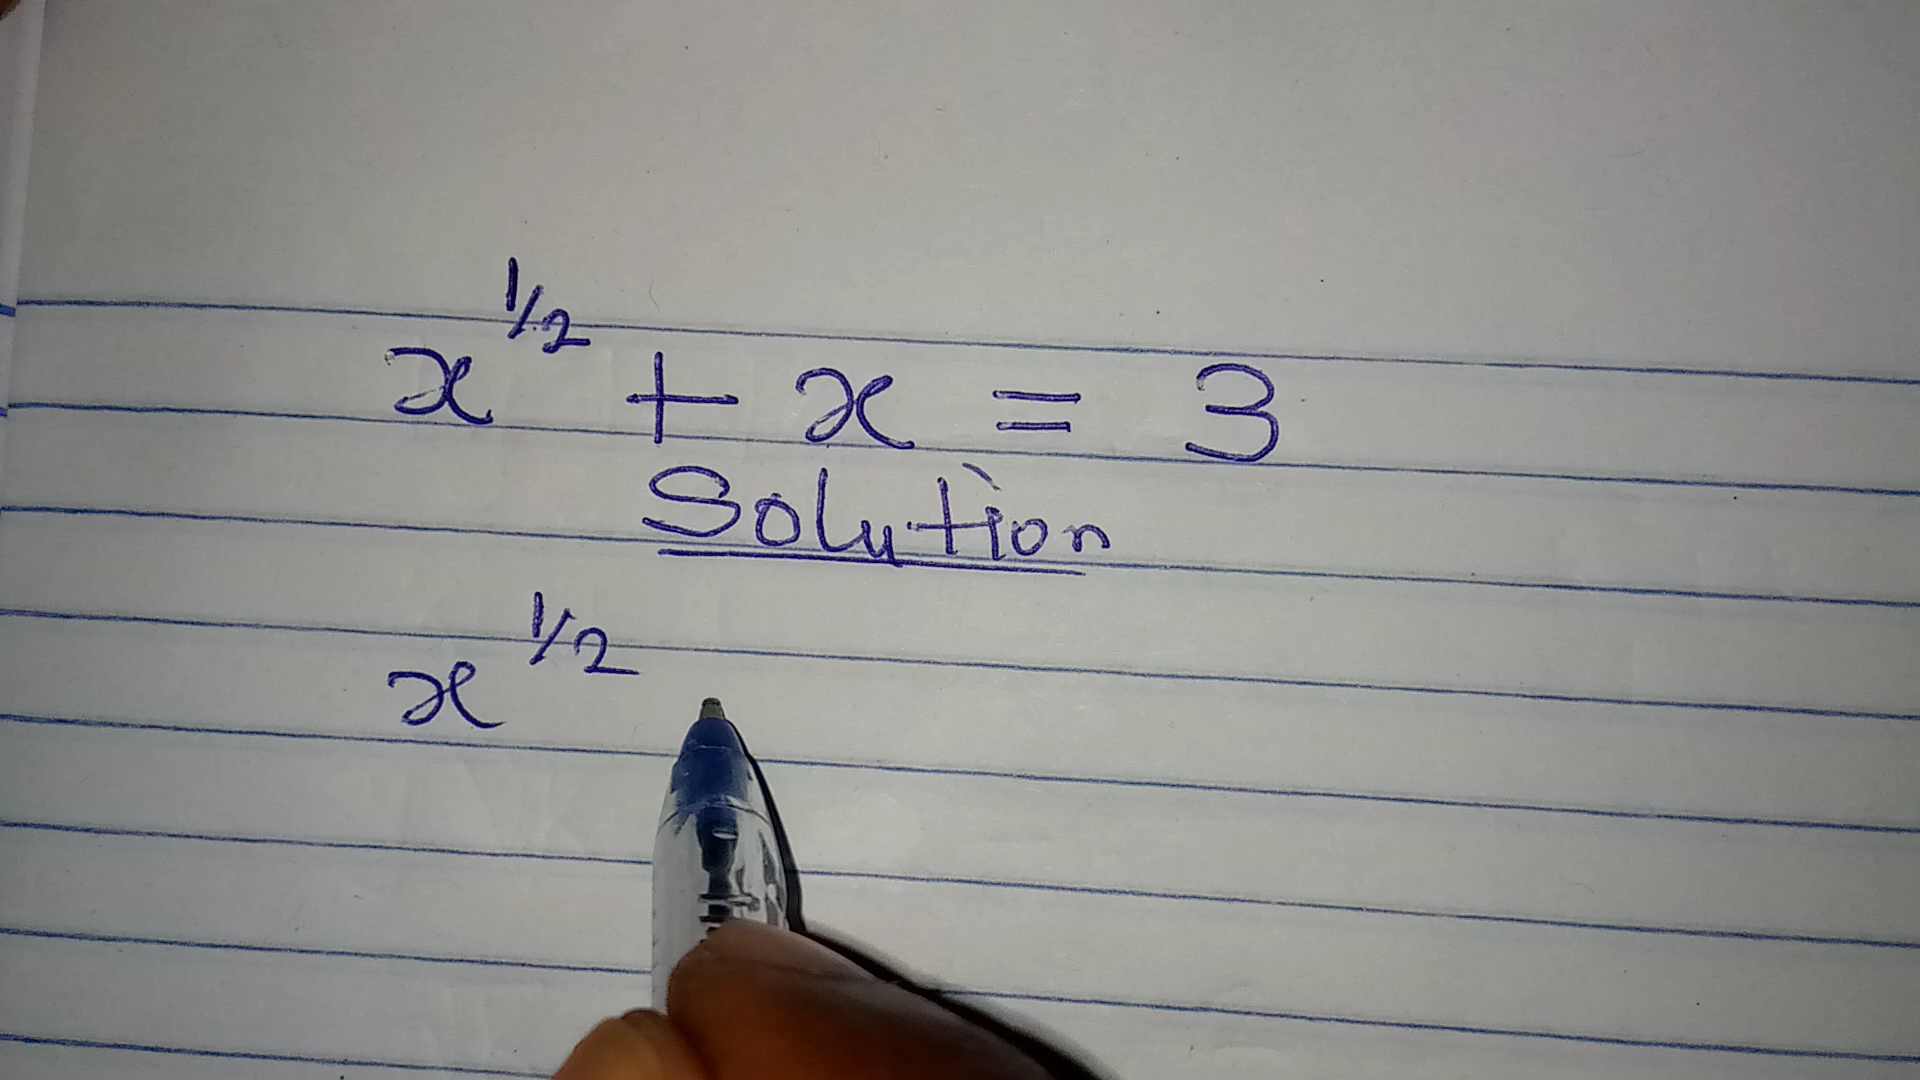 x^{1/2} + x = 3
Solution
x^{1/2}